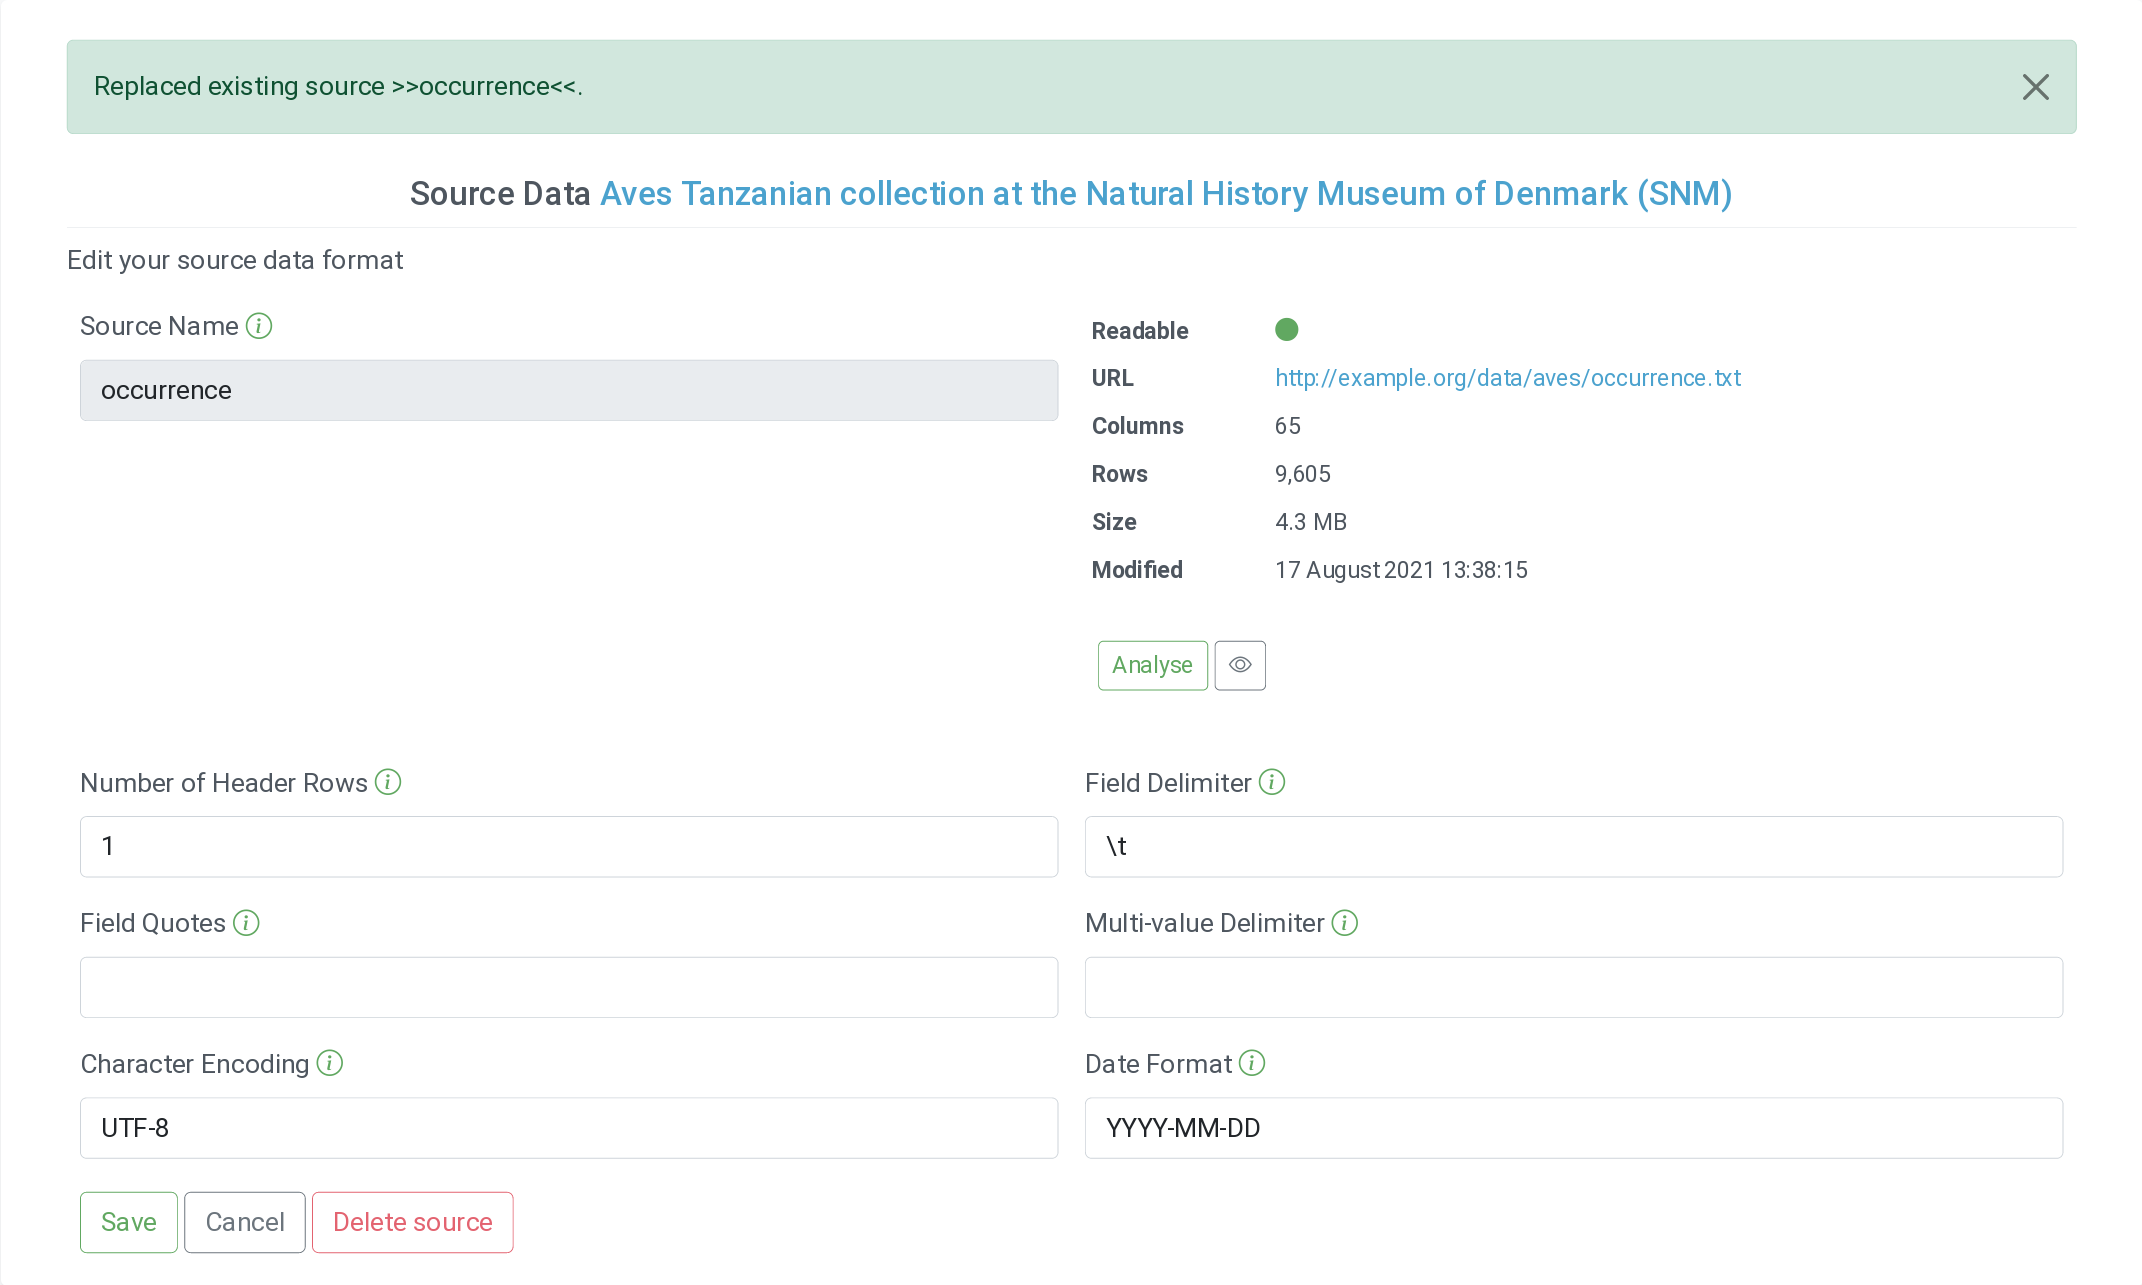 Replaced existing source >>occurrence<<.
Source Data Aves Tanzanian collection at the Natural History Museum of Denmark (SNM)
Edit your source data format
Source Name
occurrence
Readable
URL http://example.org/data/aves/occurrence.txt
Columns 65
Rows 9,605
Size 4.3 MB
Modified 17 August 2021 13:38:15
Analyse
Number of Header Rows
1
Field Delimiter
\t
Field Quotes
Multi-value Delimiter
Character Encoding
UTF-8
Date Format
YYYY-MM-DD
Save Cancel Delete source